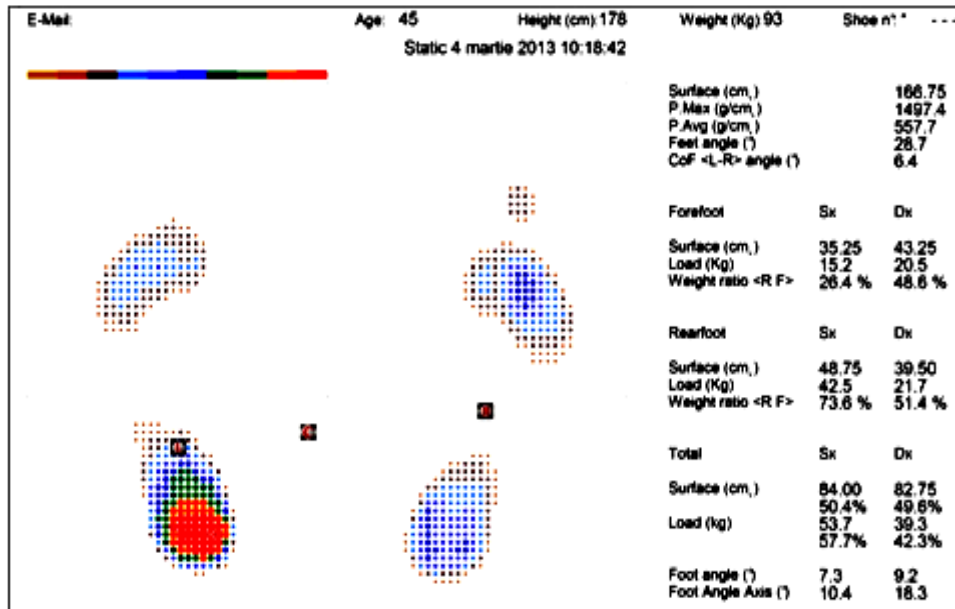 E-Mail: Age: 45 Height (cm): 178 Weight (Kg) 93 Shoe n°: * - - -
Static 4 martie 2013 10:18:42
Surface (cm,) 166.75
P.Max (g/cm,) 1497.4
P.Avg (g/cm,) 557.7
Feet angle (°) 28.7
CoF <L-R> angle (°) 6.4
Forefoot Sx Dx
Surface (cm,) 35.25 43.25
Load (Kg) 15.2 20.5
Weight ratio <R F> 26.4 % 48.6 %
Rearfoot Sx Dx
Surface (cm,) 48.75 39.50
Load (Kg) 42.5 21.7
Weight ratio <R F> 73.6 % 51.4 %
Total Sx Dx
Surface (cm,) 84.00 82.75
50.4% 49.6%
Load (kg) 53.7 39.3
57.7% 42.3%
Foot angle (°) 7.3 9.2
Foot Angle Axis (°) 10.4 18.3